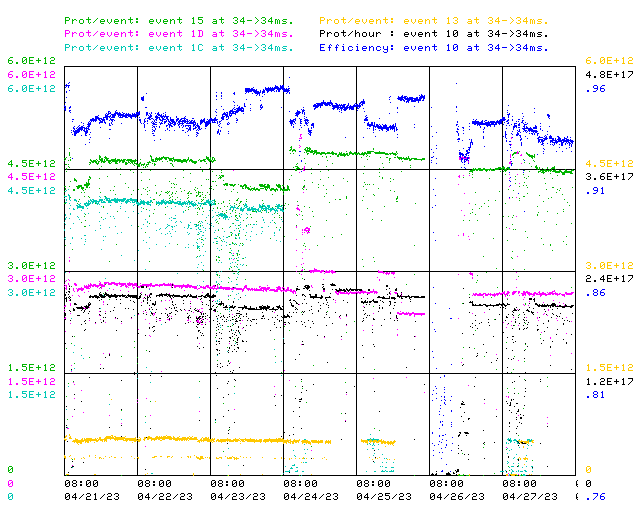 Prot/event: event 15 at 34->34ms. Prot/event: event 13 at 34->34ms.
Prot/event: event 1D at 34->34ms. Prot/hour : event 10 at 34->34ms.
Prot/event: event 1C at 34->34ms. Efficiency: event 10 at 34->34ms.
6.0E+12 6.0E+12
6.0E+12 4.8E+17
6.0E+12 .96
4.5E+12 4.5E+12
4.5E+12 3.6E+17
4.5E+12 .91
3.0E+12 3.0E+12
3.0E+12 2.4E+17
3.0E+12 .86
1.5E+12 1.5E+12
1.5E+12 1.2E+17
1.5E+12 .81
0 0
0 08:00 08:00 08:00 08:00 08:00 08:00 08:00 0 0
0 04/21/23 04/22/23 04/23/23 04/24/23 04/25/23 04/26/23 04/27/23 0 .76